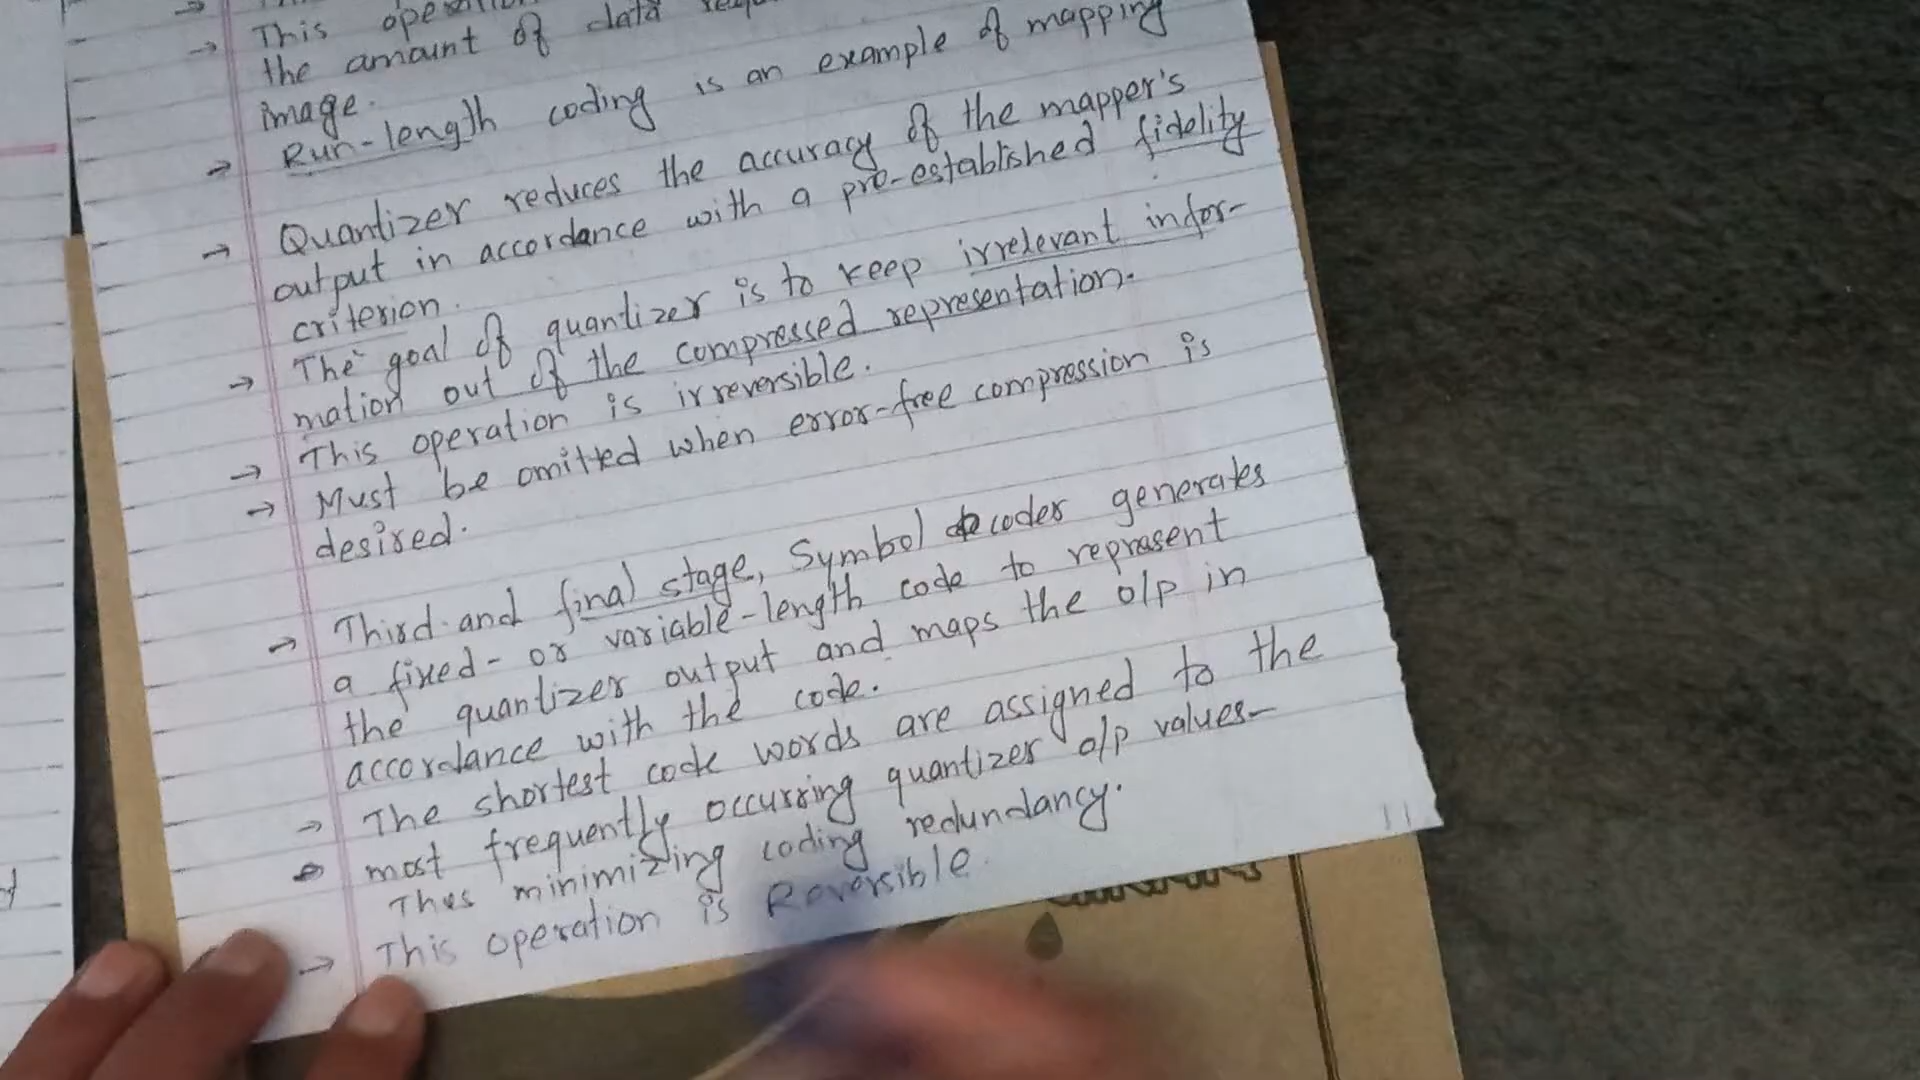 → This
the amount of data
image.
→ Run-length coding is an example of mapping
→ Quantizer reduces the accuracy of the mapper's
output in accordance with a pre-established fidelity
criterion.
→ The goal of quantizer is to keep irrelevant infor-
mation out of the compressed representation.
→ This operation is irreversible.
→ Must be omitted when error-free compression is
desired.
→ Third and final stage, Symbol coder generates
a fixed- or variable-length code to reprasent
the quantizer output and maps the o/p in
accordance with the code.
→ The shortest code words are assigned to the
most frequently occurring quantizer o/p values-
Thus minimizing coding redundancy.
→ This operation is Reversible.